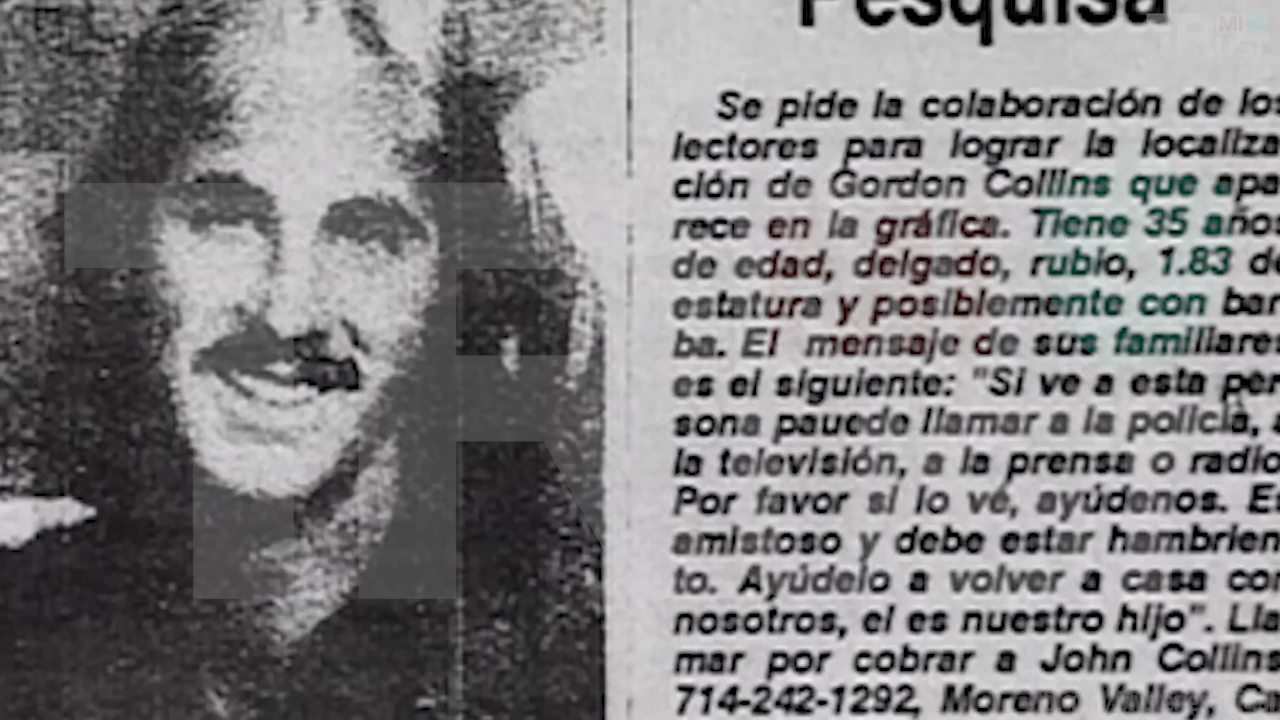 Pesquisa
Se pide la colaboración de los
lectores para lograr la localiza
ción de Gordon Collins que apa
rece en la gráfica. Tiene 35 años
de edad, delgado, rubio, 1.83 de
estatura y posiblemente con bar
ba. El mensaje de sus familiares
es el siguiente: "Si ve a esta per
sona pauede llamar a la policía, a
la televisión, a la prensa o radio
Por favor sí lo vé, ayúdenos. Es
amistoso y debe estar hambrien
to. Ayúdelo a volver a casa con
nosotros, el es nuestro hijo". Lla
mar por cobrar a John Collins
714-242-1292, Moreno Valley, Ca